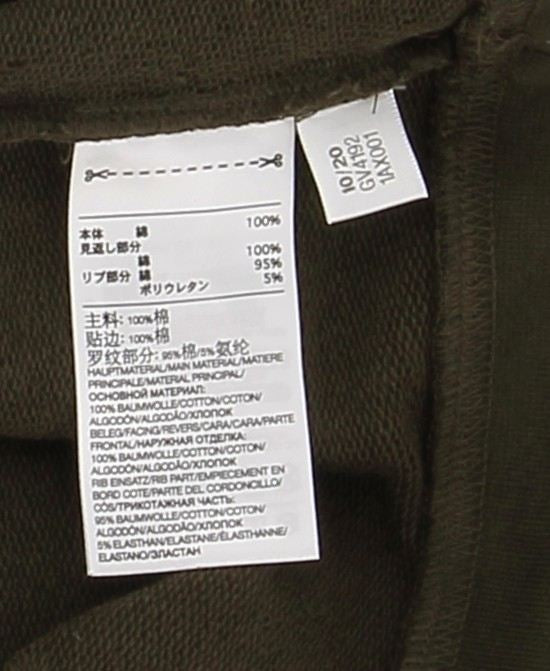 本体 綿 100%
見返し部分
綿 100%
リブ部分 綿 95%
ポリウレタン 5%
主料: 100%棉
贴边: 100%棉
罗纹部分: 95%棉/5%氨纶
HAUPTMATERIAL/MAIN MATERIAL/MATIERE
PRINCIPALE/MATERIAL PRINCIPAL/
ОСНОВНОЙ МАТЕРИАЛ:
100% BAUMWOLLE/COTTON/COTON/
ALGODÓN/ALGODÃO/ХЛОПОК
BELEG/FACING/REVERS/CARA/CARA/PARTE
FRONTAL/НАРУЖНАЯ ОТДЕЛКА:
100% BAUMWOLLE/COTTON/COTON/
ALGODÓN/ALGODÃO/ХЛОПОК
RIB EINSATZ/RIB PART/EMPIECEMENT EN
BORD COTE/PARTE DEL CORDONCILLO/
CÓS/ТРИКОТАЖНАЯ ЧАСТЬ:
95% BAUMWOLLE/COTTON/COTON/
ALGODÓN/ALGODÃO/ХЛОПОК
5% ELASTHAN/ELASTANE/ÉLASTHANNE/
ELASTANO/ЭЛАСТАН
10/20
GV4192
1AX001